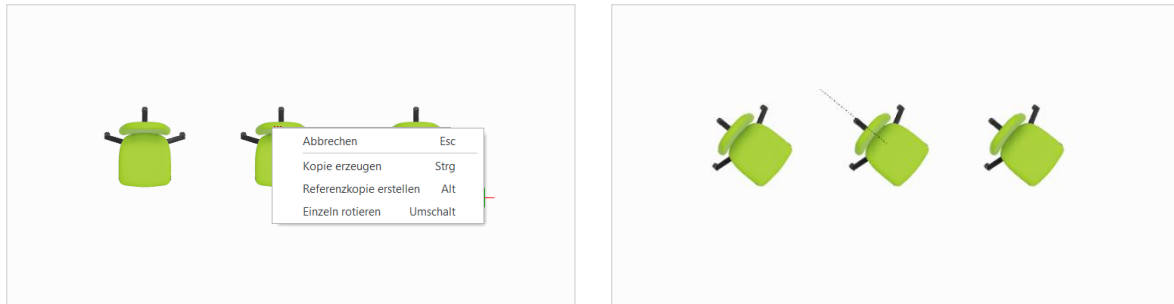 Abbrechen Esc
Kopie erzeugen Strg
Referenzkopie erstellen Alt
Einzeln rotieren Umschalt